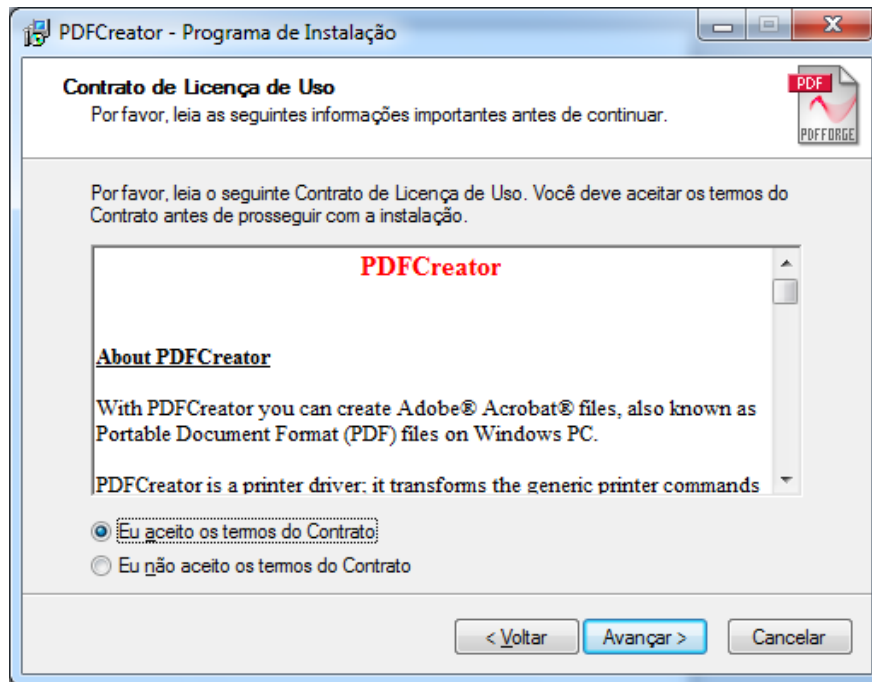 PDFCreator - Programa de Instalação
Contrato de Licença de Uso
Por favor, leia as seguintes informações importantes antes de continuar.
PDF
PDFFORGE
Por favor, leia o seguinte Contrato de Licença de Uso. Você deve aceitar os termos do
Contrato antes de prosseguir com a instalação.
PDFCreator
About PDFCreator
With PDFCreator you can create Adobe® Acrobat® files, also known as
Portable Document Format (PDF) files on Windows PC.
PDFCreator is a printer driver; it transforms the generic printer commands
Eu aceito os termos do Contrato
Eu não aceito os termos do Contrato
< Voltar
Avançar >
Cancelar